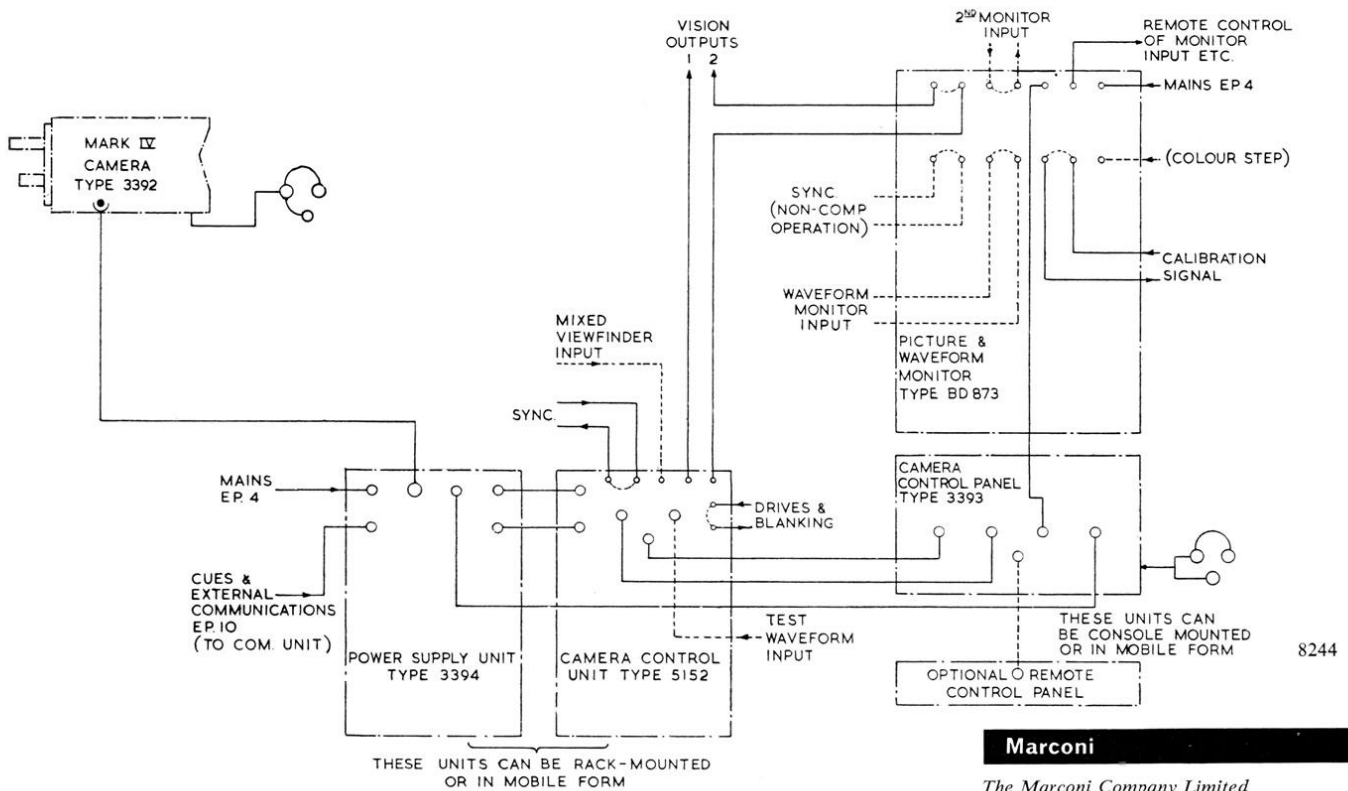 VISION
OUTPUTS
1 2
2ND MONITOR
INPUT
REMOTE CONTROL
OF MONITOR
INPUT ETC.
MAINS EP.4
MARK IV
CAMERA
TYPE 3392
(COLOUR STEP)
SYNC.
(NON-COMP
OPERATION)
CALIBRATION
SIGNAL
WAVEFORM
MONITOR
INPUT
MIXED
VIEWFINDER
INPUT
PICTURE &
WAVEFORM
MONITOR
TYPE BD 873
SYNC.
MAINS
EP. 4
CAMERA
CONTROL PANEL
TYPE 3393
DRIVES &
BLANKING
CUES &
EXTERNAL
COMMUNICATIONS
EP.10
(TO COM. UNIT)
POWER SUPPLY UNIT
TYPE 3394
CAMERA CONTROL
UNIT TYPE 5152
TEST
WAVEFORM
INPUT
THESE UNITS CAN
BE CONSOLE MOUNTED
OR IN MOBILE FORM
8244
OPTIONAL REMOTE
CONTROL PANEL
THESE UNITS CAN BE RACK-MOUNTED
OR IN MOBILE FORM
Marconi
The Marconi Company Limited